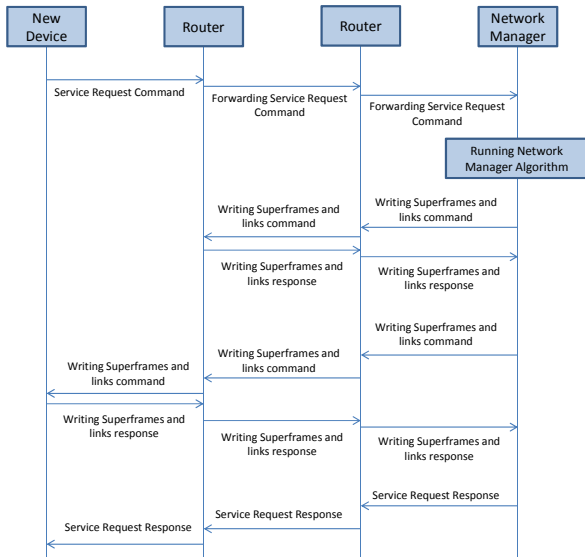 New
Device
Router
Router
Network
Manager
Service Request Command
Forwarding Service Request
Command
Forwarding Service Request
Command
Running Network
Manager Algorithm
Writing Superframes and
links command
Writing Superframes and
links command
Writing Superframes and
links response
Writing Superframes and
links response
Writing Superframes and
links command
Writing Superframes and
links command
Writing Superframes and
links command
Writing Superframes and
links response
Writing Superframes and
links response
Writing Superframes and
links response
Service Request Response
Service Request Response
Service Request Response